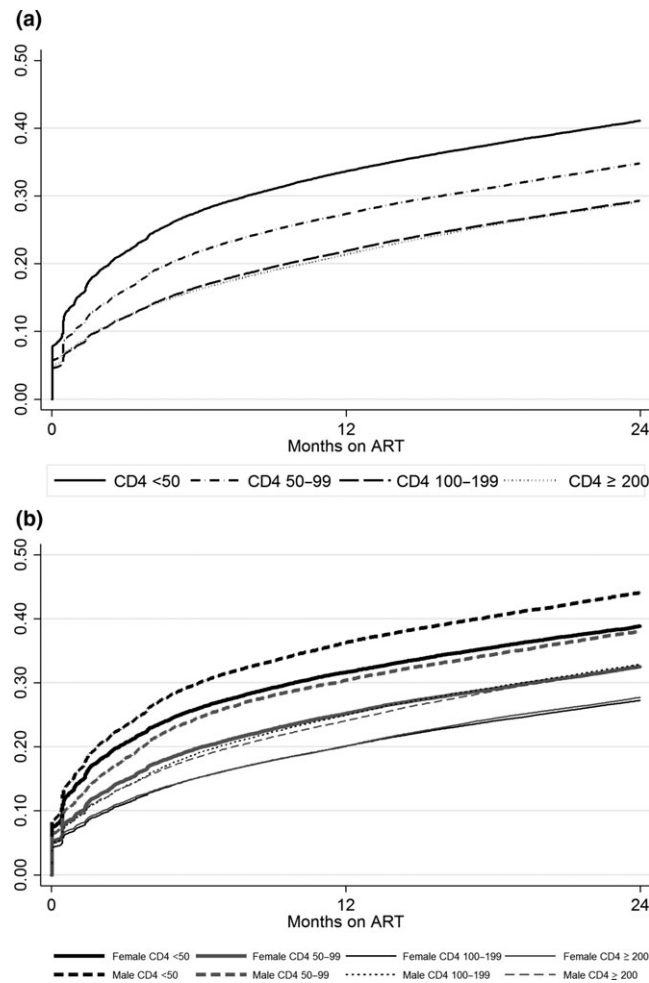 (a)
0.50
0.40
0.30
0.20
0.10
0.00
0 12 24
Months on ART
CD4 <50 CD4 50–99 CD4 100–199 CD4 ≥ 200
(b)
0.50
0.40
0.30
0.20
0.10
0.00
0 12 24
Months on ART
Female CD4 <50 Female CD4 50–99 Female CD4 100–199 Female CD4 ≥ 200
Male CD4 <50 Male CD4 50–99 Male CD4 100–199 Male CD4 ≥ 200